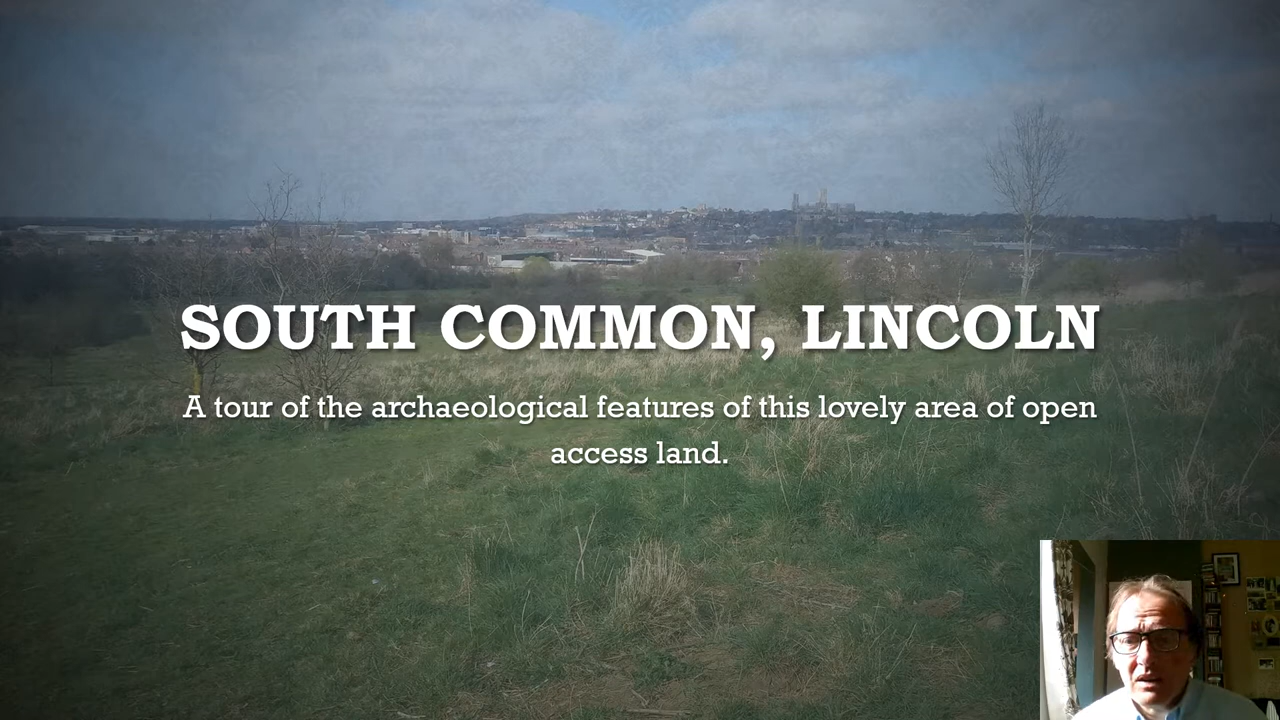 SOUTH COMMON, LINCOLN
A tour of the archaeological features of this lovely area of open
access land.